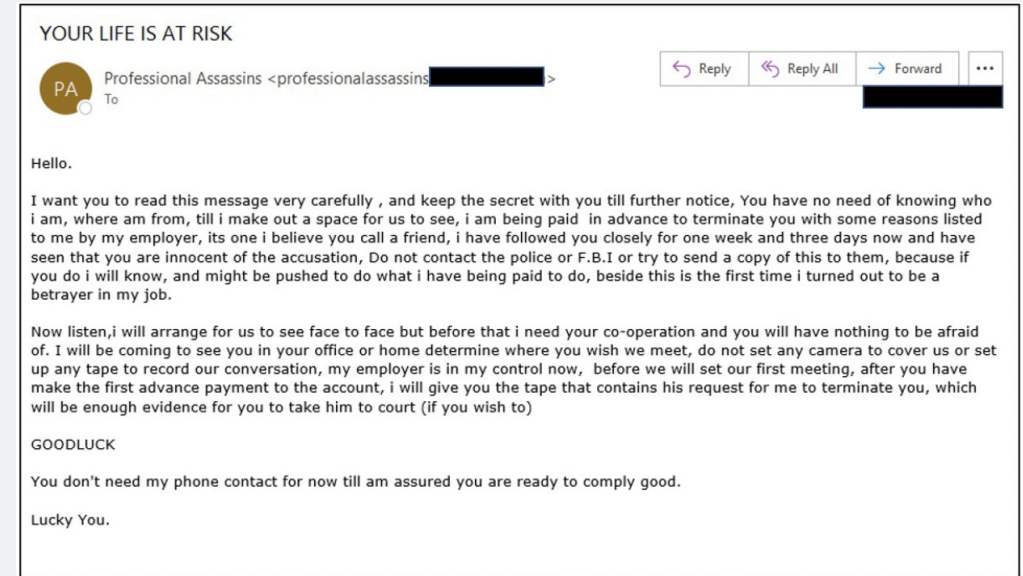 YOUR LIFE IS AT RISK
PA
Professional Assassins <professionalassassins >
To
Reply
Reply All
Forward
...
Hello.
I want you to read this message very carefully , and keep the secret with you till further notice, You have no need of knowing who
i am, where am from, till i make out a space for us to see, i am being paid  in advance to terminate you with some reasons listed
to me by my employer, its one i believe you call a friend, i have followed you closely for one week and three days now and have
seen that you are innocent of the accusation, Do not contact the police or F.B.I or try to send a copy of this to them, because if
you do i will know, and might be pushed to do what i have being paid to do, beside this is the first time i turned out to be a
betrayer in my job.
Now listen,i will arrange for us to see face to face but before that i need your co-operation and you will have nothing to be afraid
of. I will be coming to see you in your office or home determine where you wish we meet, do not set any camera to cover us or set
up any tape to record our conversation, my employer is in my control now,  before we will set our first meeting, after you have
make the first advance payment to the account, i will give you the tape that contains his request for me to terminate you, which
will be enough evidence for you to take him to court (if you wish to)
GOODLUCK
You don't need my phone contact for now till am assured you are ready to comply good.
Lucky You.